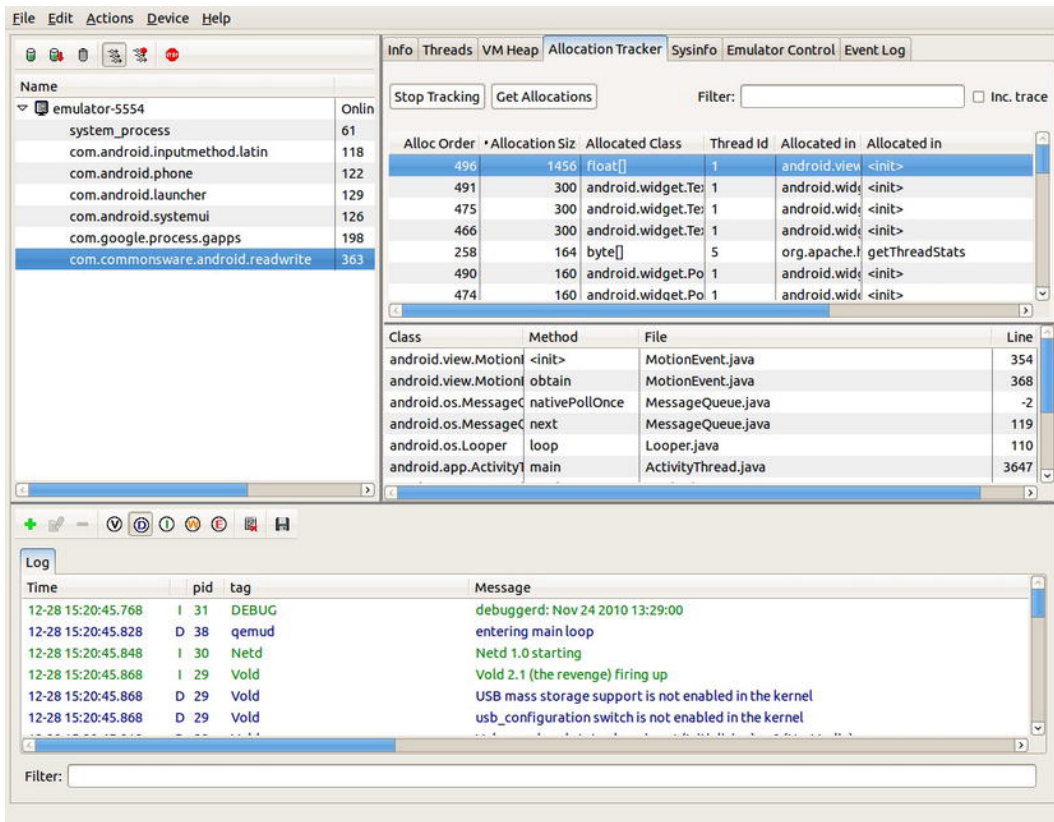 File Edit Actions Device Help
Info Threads VM Heap Allocation Tracker Sysinfo Emulator Control Event Log
Name
emulator-5554 Onlin
system_process 61
com.android.inputmethod.latin 118
com.android.phone 122
com.android.launcher 129
com.android.systemui 126
com.google.process.gapps 198
com.commonsware.android.readwrite 363
Stop Tracking Get Allocations Filter: Inc. trace
Alloc Order Allocation Siz Allocated Class Thread Id Allocated in Allocated in
496 1456 float[] 1 android.view <init>
491 300 android.widget.Te 1 android.wid <init>
475 300 android.widget.Te 1 android.wid <init>
466 300 android.widget.Te 1 android.wid <init>
258 164 byte[] 5 org.apache.h getThreadStats
490 160 android.widget.Po 1 android.wid <init>
474 160 android.widget.Po 1 android.wid <init>
Class Method File Line
android.view.Motion <init> MotionEvent.java 354
android.view.Motion obtain MotionEvent.java 368
android.os.Message nativePollOnce MessageQueue.java -2
android.os.Message next MessageQueue.java 119
android.os.Looper loop Looper.java 110
android.app.Activity main ActivityThread.java 3647
V D I W E
Log
Time pid tag Message
12-28 15:20:45.768 I 31 DEBUG debuggerd: Nov 24 2010 13:29:00
12-28 15:20:45.828 D 38 qemud entering main loop
12-28 15:20:45.848 I 30 Netd Netd 1.0 starting
12-28 15:20:45.868 I 29 Vold Vold 2.1 (the revenge) firing up
12-28 15:20:45.868 D 29 Vold USB mass storage support is not enabled in the kernel
12-28 15:20:45.868 D 29 Vold usb_configuration switch is not enabled in the kernel
Filter: